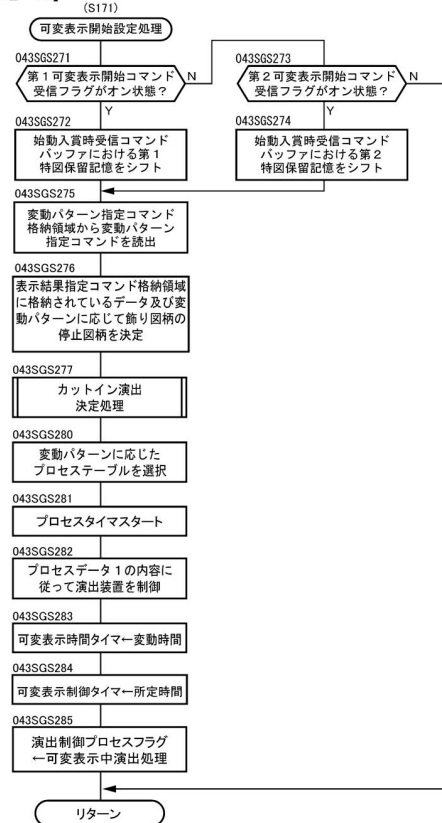 (S171)
可変表示開始設定処理
043SGS271
第1可変表示開始コマンド
受信フラグがオン状態？
N
Y
043SGS273
第2可変表示開始コマンド
受信フラグがオン状態？
N
Y
043SGS272
始動入賞時受信コマンド
バッファにおける第1
特図保留記憶をシフト
043SGS274
始動入賞時受信コマンド
バッファにおける第2
特図保留記憶をシフト
043SGS275
変動パターン指定コマンド
格納領域から変動パターン
指定コマンドを読出
043SGS276
表示結果指定コマンド格納領域
に格納されているデータ及び変
動パターンに応じて飾り図柄の
停止図柄を決定
043SGS277
カットイン演出
決定処理
043SGS280
変動パターンに応じた
プロセステーブルを選択
043SGS281
プロセスタイマスタート
043SGS282
プロセスデータ1の内容に
従って演出装置を制御
043SGS283
可変表示時間タイマ←変動時間
043SGS284
可変表示制御タイマ←所定時間
043SGS285
演出制御プロセスフラグ
←可変表示中演出処理
リターン